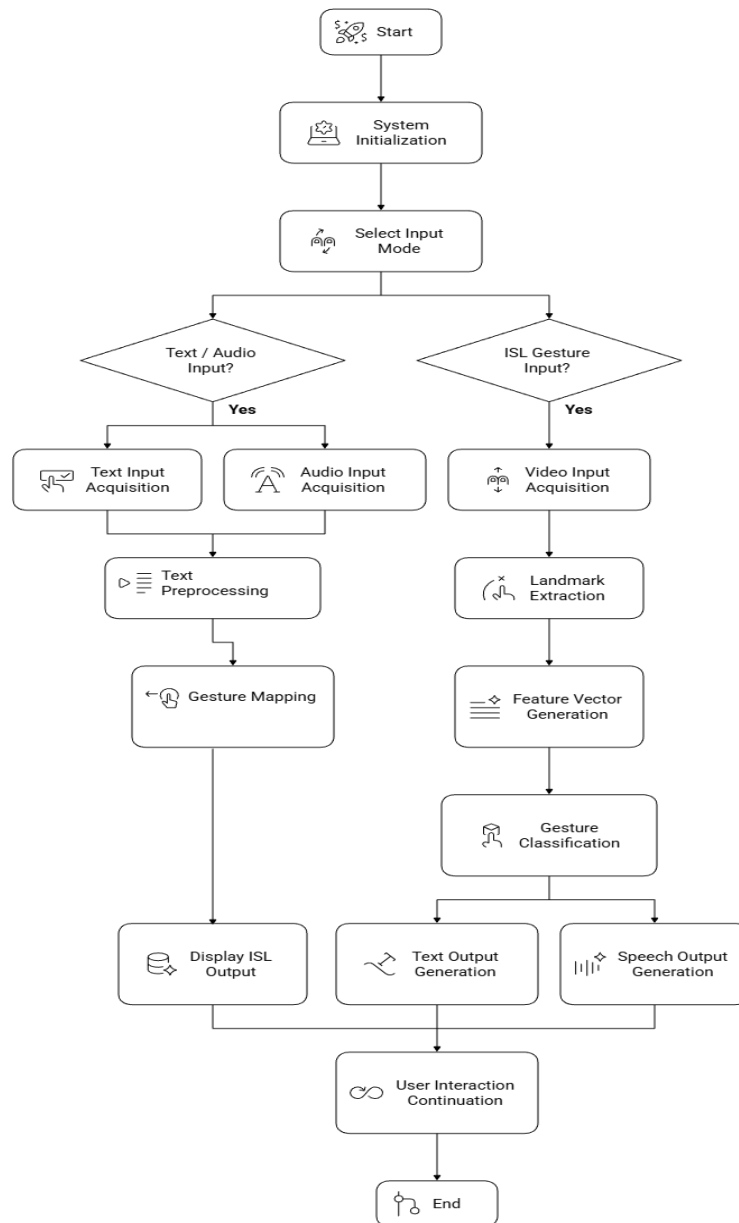 Start
System
Initialization
Select Input
Mode
Text / Audio
Input?
ISL Gesture
Input?
Yes
Yes
Text Input
Acquisition
Audio Input
Acquisition
Video Input
Acquisition
Text
Preprocessing
Landmark
Extraction
Gesture Mapping
Feature Vector
Generation
Gesture
Classification
Display ISL
Output
Text Output
Generation
Speech Output
Generation
User Interaction
Continuation
End